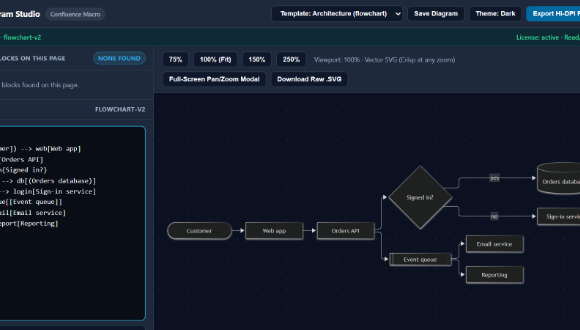 ram Studio
Confluence Macro
Template: Architecture (flowchart)
Save Diagram
Theme: Dark
Export Hi-DPI P
flowchart-v2
License: active - Read
LOCKS ON THIS PAGE
NONE FOUND
blocks found on this page.
75%
100% (Fit)
150%
250%
Viewport: 100% · Vector SVG (Crisp at any zoom)
Full-Screen Pan/Zoom Modal
Download Raw .SVG
FLOWCHART-V2
mer]) --> web[Web app]
[Orders API]
n{Signed in?}
--> db[(Orders database)]
--> login[Sign-in service]
ue[[Event queue]]
mail[Email service]
eport[Reporting]
Customer
Web app
Orders API
Signed in?
yes
Orders databa
no
Sign-in servic
Event queue
Email service
Reporting